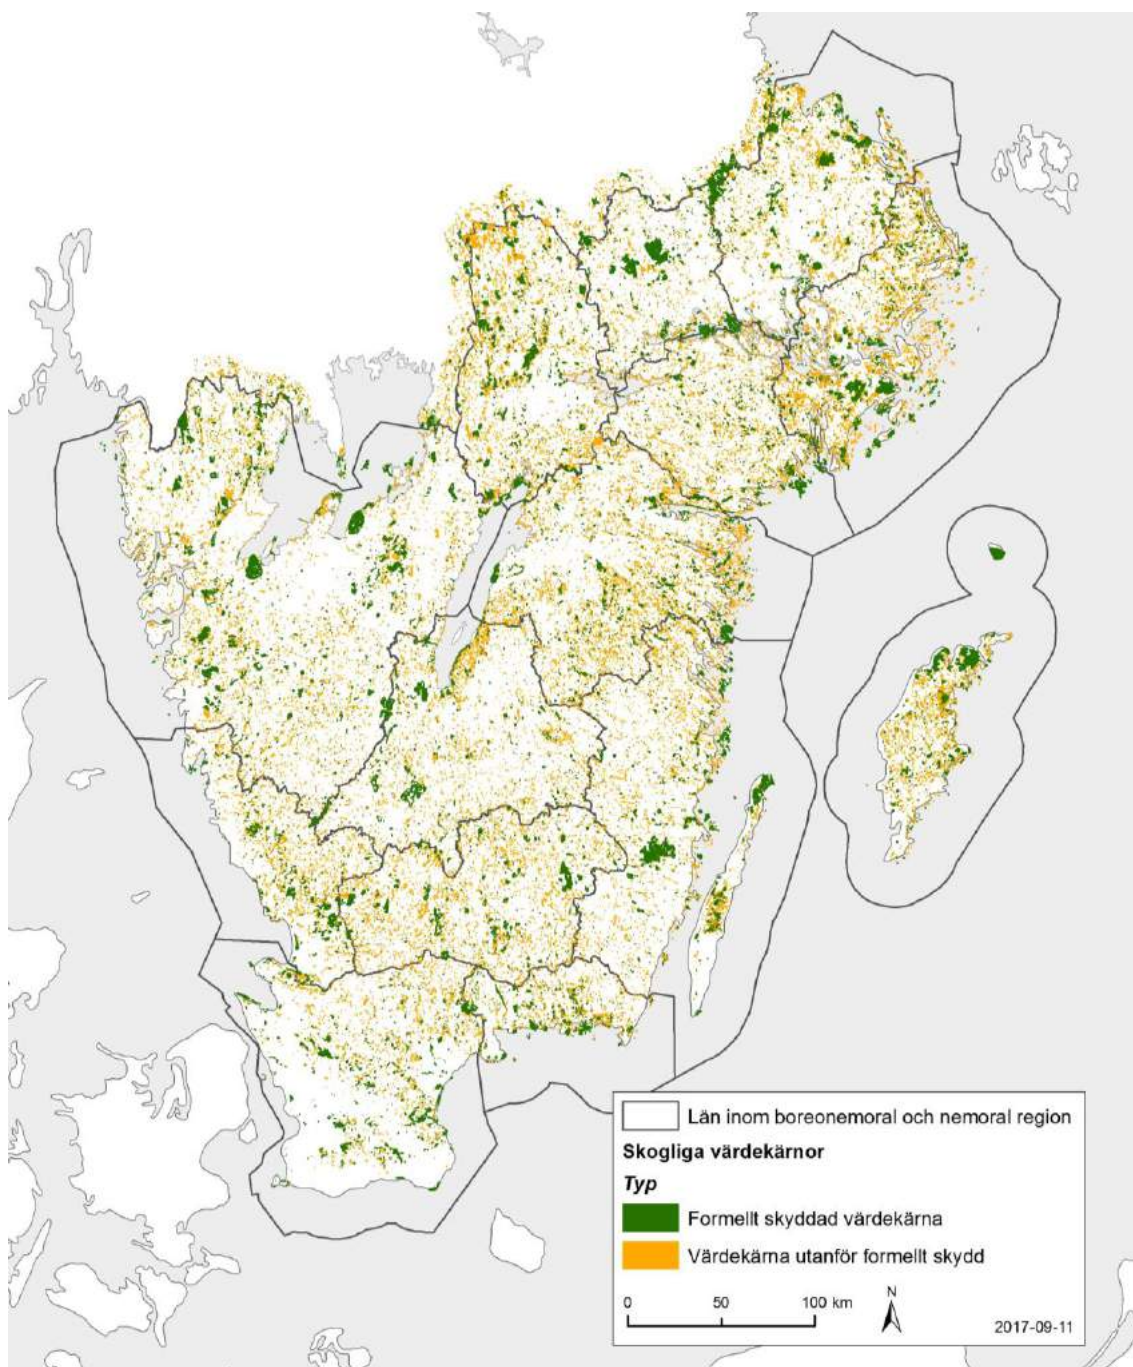 Län inom boreonemoral och nemoral region
Skogliga värdekärnor
Typ
Formellt skyddad värdekärna
Värdekärna utanför formellt skydd
0 50 100 km
N
2017-09-11